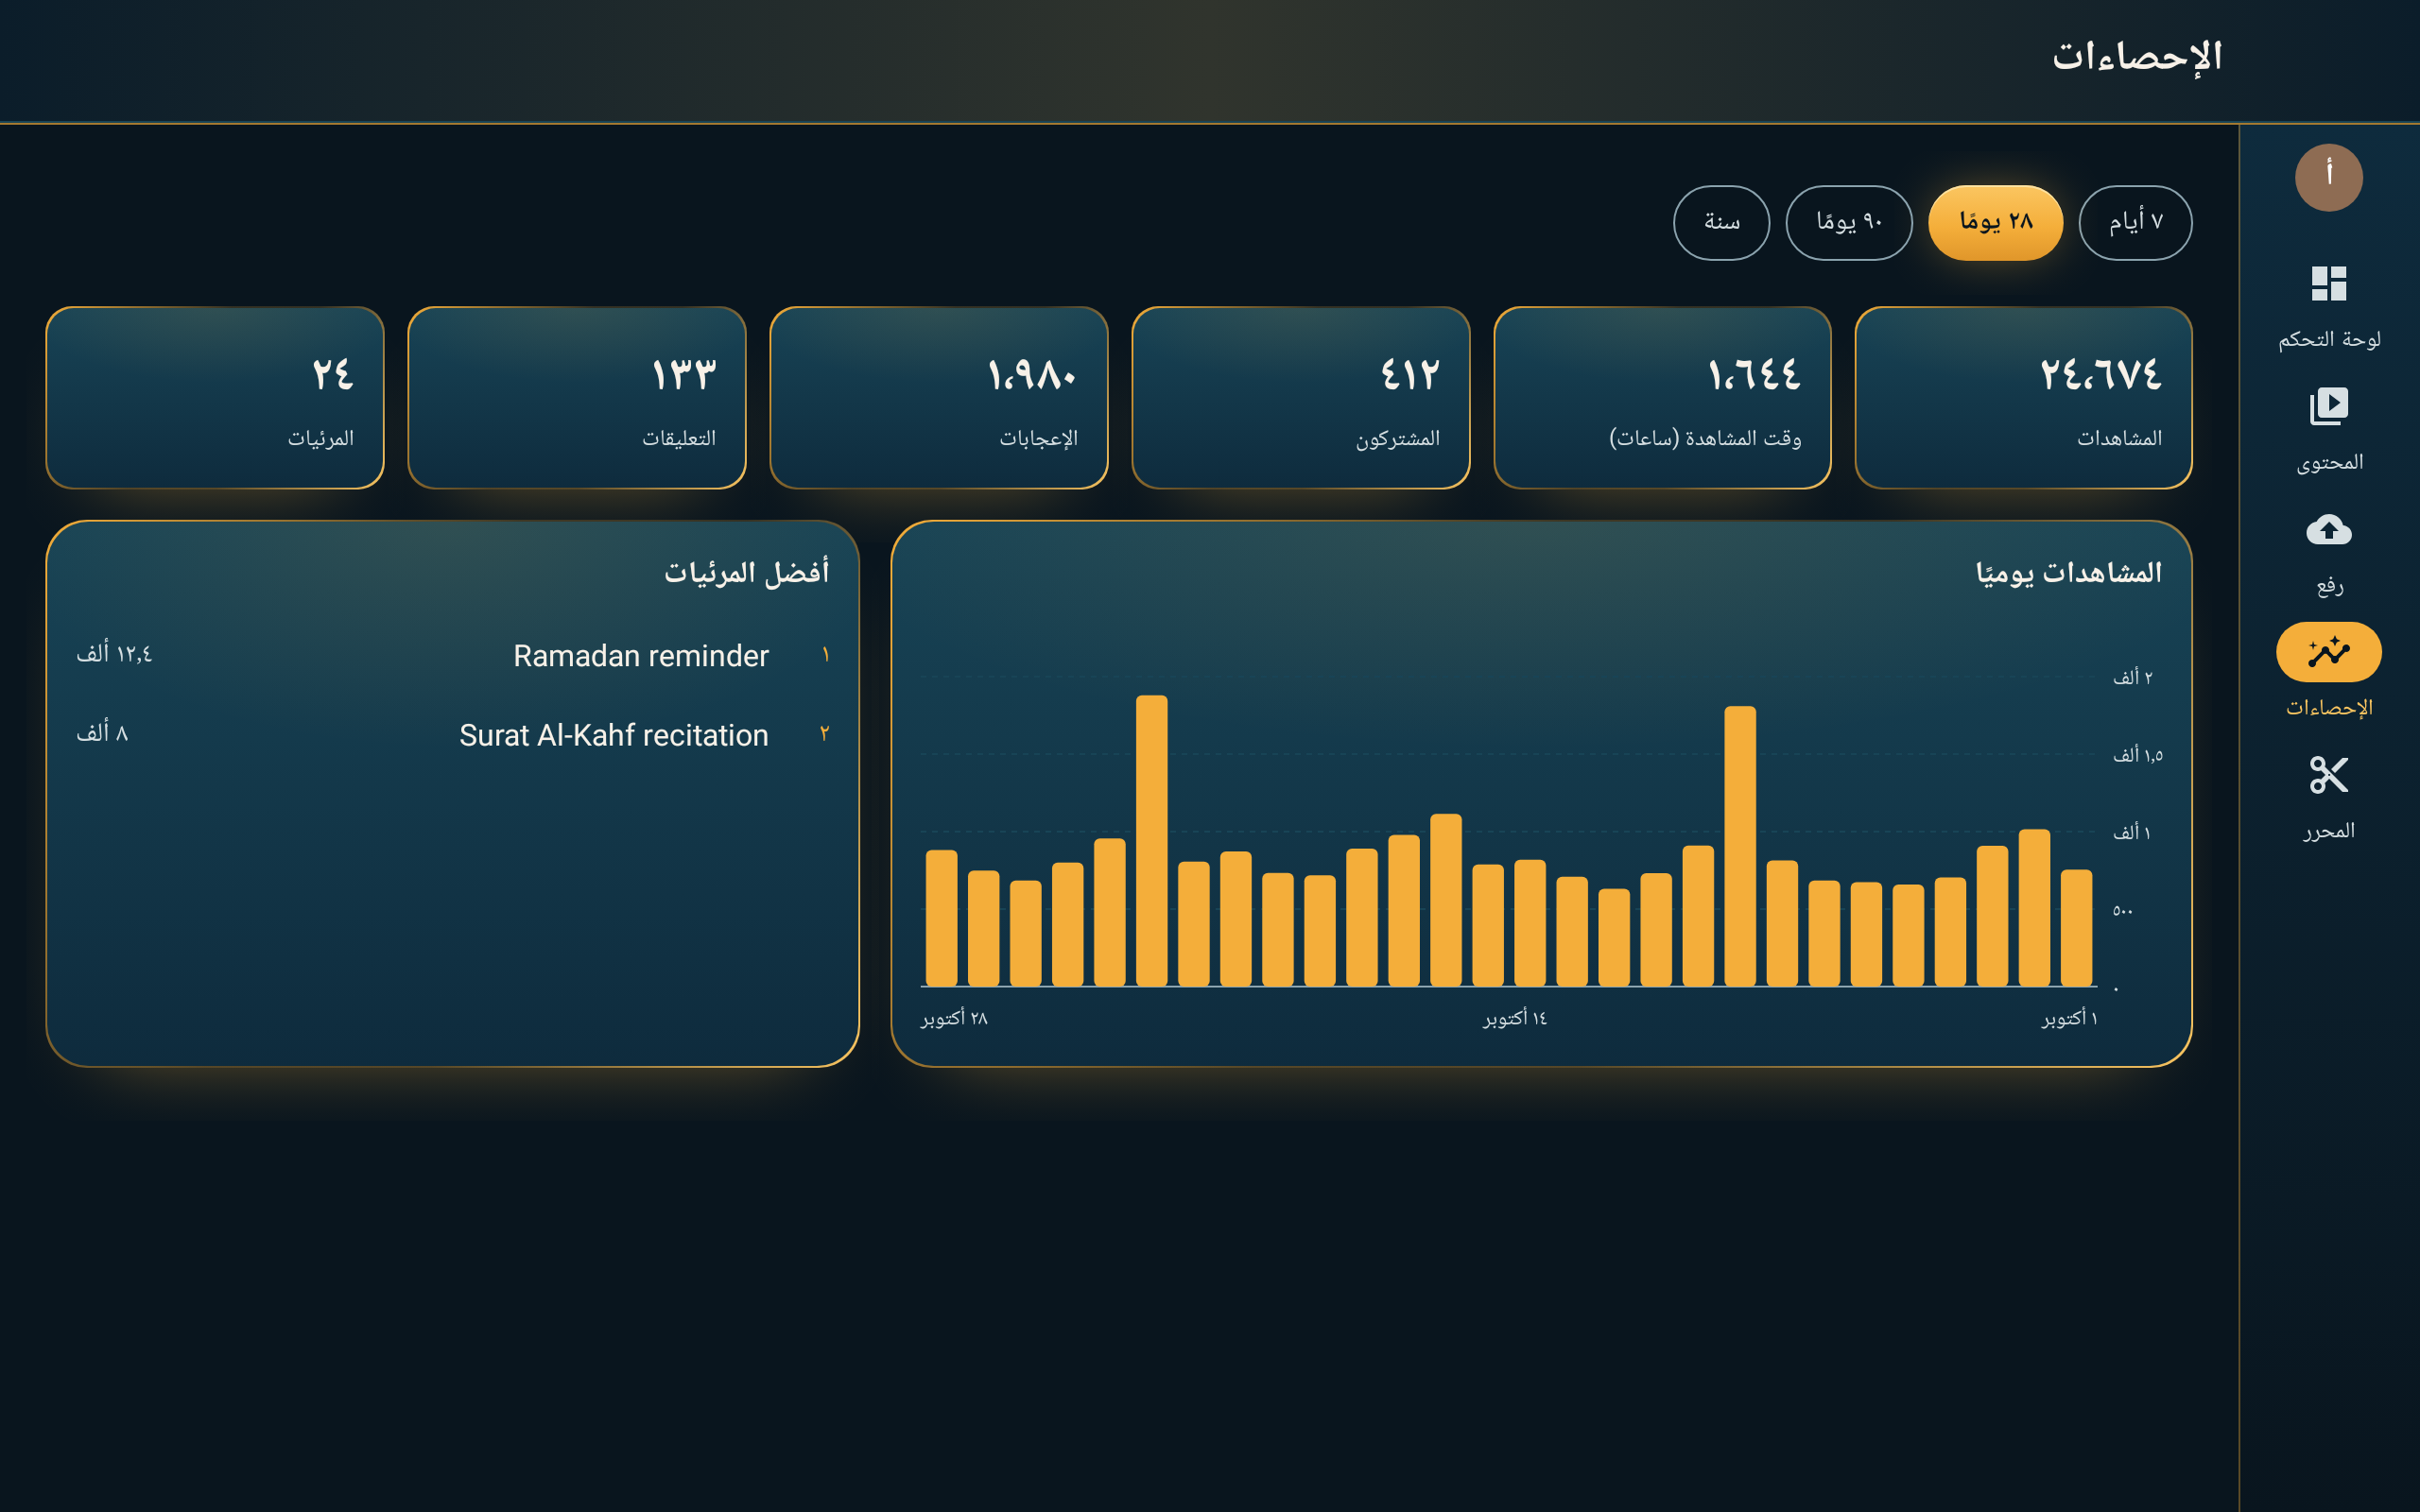 الإحصاءات
أ
لوحة التحكم
المحتوى
رفع
الإحصاءات
المحرر
٧ أيام
٢٨ يومًا
٩٠ يومًا
سنة
٢٤،٦٧٤
المشاهدات
١،٦٤٤
وقت المشاهدة (ساعات)
٤١٢
المشتركون
١،٩٨٠
الإعجابات
١٣٣
التعليقات
٢٤
المرئيات
المشاهدات يوميًا
٢ ألف
١٫٥ ألف
١ ألف
٥٠٠
٠
١ أكتوبر
١٤ أكتوبر
٢٨ أكتوبر
أفضل المرئيات
١ Ramadan reminder ١٢٫٤ ألف
٢ Surat Al-Kahf recitation ٨ ألف